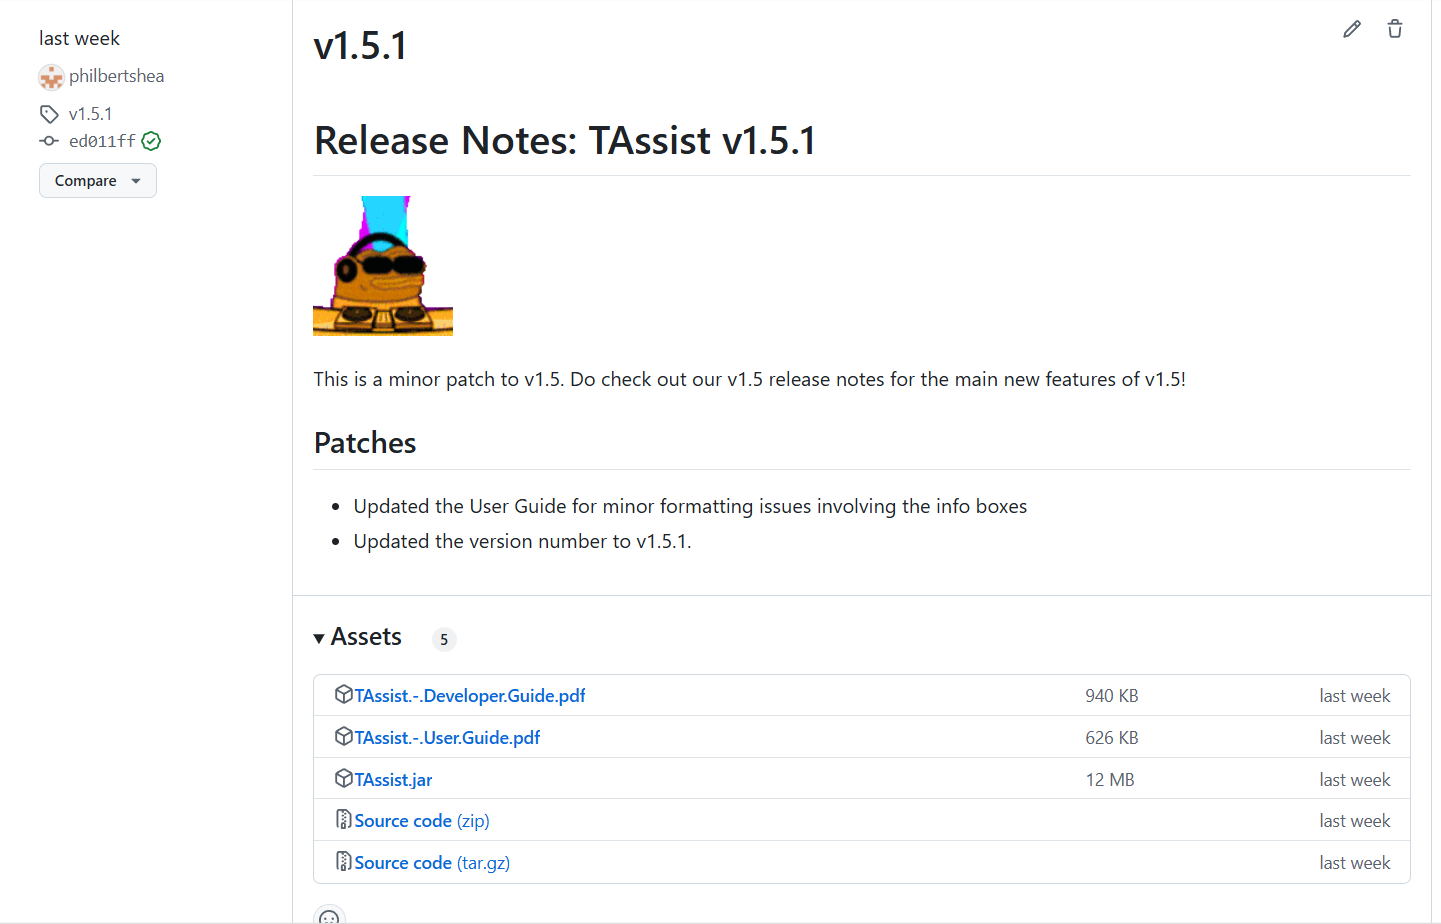 last week
philbertshea
v1.5.1
ed011ff
Compare
v1.5.1
Release Notes: TAssist v1.5.1
This is a minor patch to v1.5. Do check out our v1.5 release notes for the main new features of v1.5!
Patches
Updated the User Guide for minor formatting issues involving the info boxes
Updated the version number to v1.5.1.
Assets 5
TAssist.-.Developer.Guide.pdf 940 KB last week
TAssist.-.User.Guide.pdf 626 KB last week
TAssist.jar 12 MB last week
Source code (zip) last week
Source code (tar.gz) last week